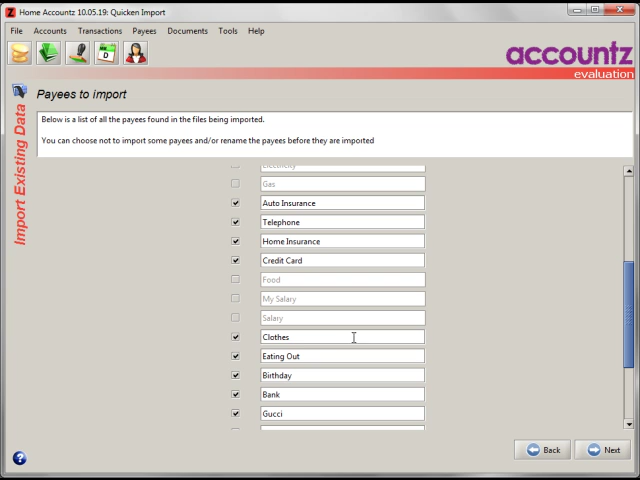 Home Accountz 10.05.19: Quicken Import
File Accounts Transactions Payees Documents Tools Help
accountz
evaluation
Import Existing Data
Payees to import
Below is a list of all the payees found in the files being imported.
You can choose not to import some payees and/or rename the payees before they are imported
Electricity
Gas
Auto Insurance
Telephone
Home Insurance
Credit Card
Food
My Salary
Salary
Clothes
Eating Out
Birthday
Bank
Gucci
Back Next